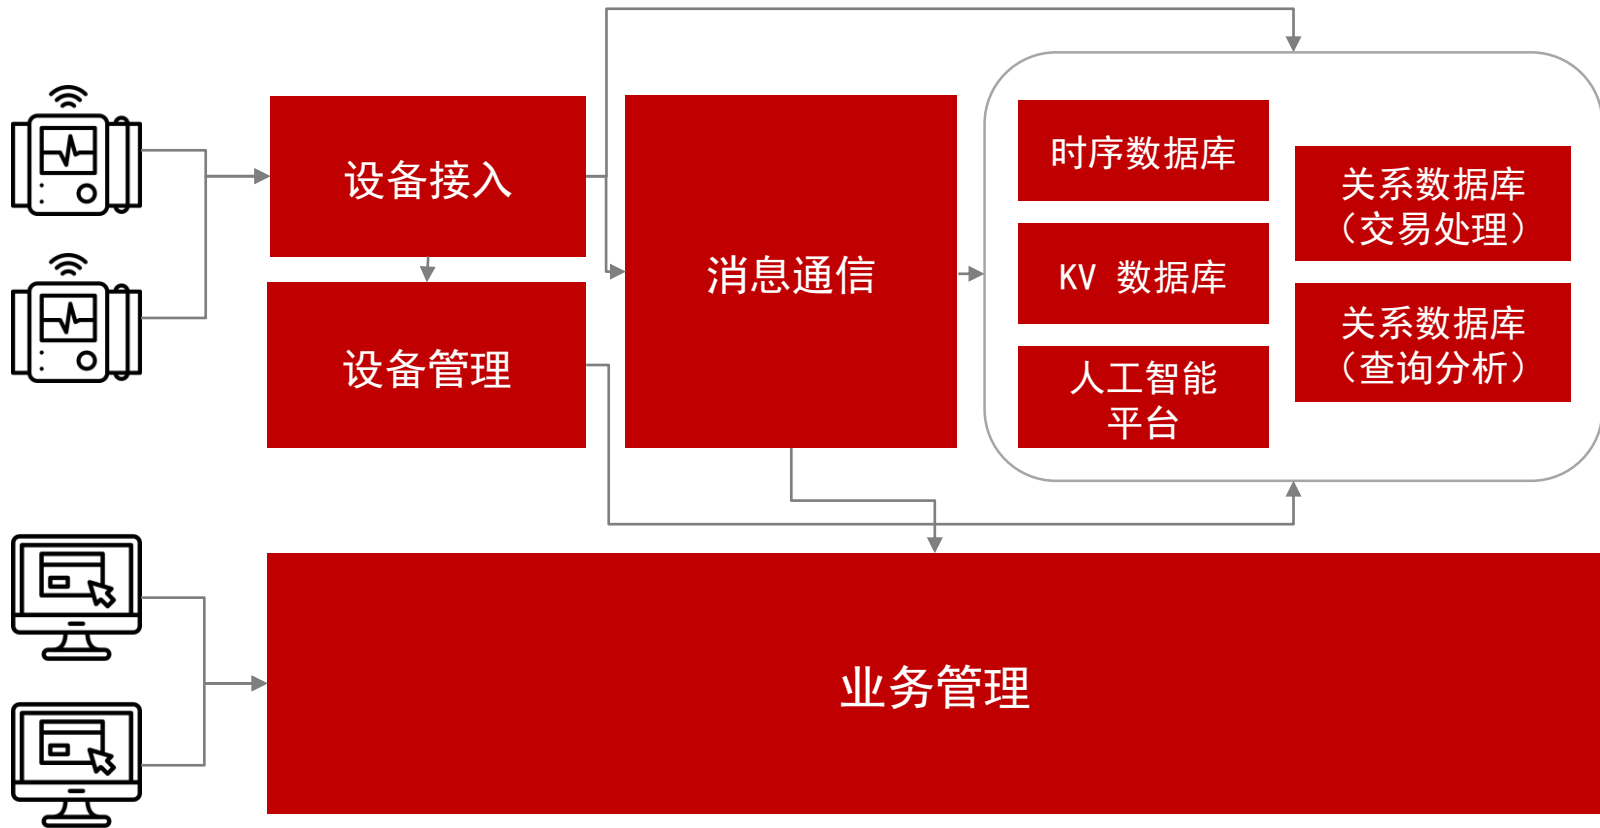 设备接入
设备管理
消息通信
时序数据库
KV 数据库
人工智能
平台
关系数据库
（交易处理）
关系数据库
（查询分析）
业务管理